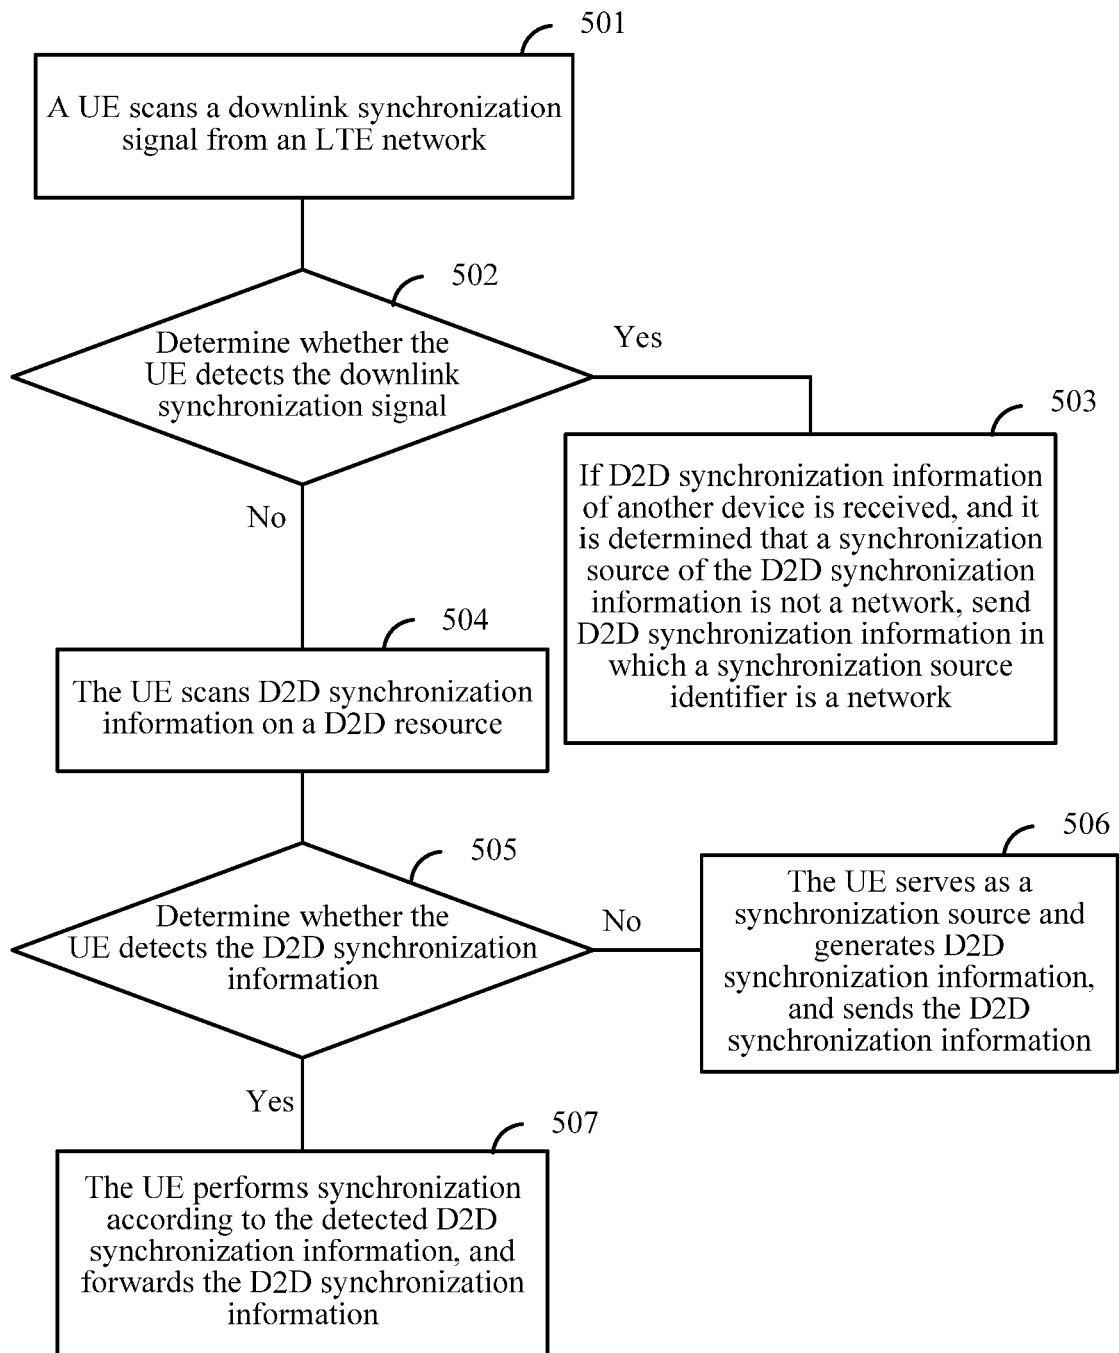 501
A UE scans a downlink synchronization
signal from an LTE network
502
Determine whether the
UE detects the downlink
synchronization signal
Yes
503
If D2D synchronization information
of another device is received, and it
is determined that a synchronization
source of the D2D synchronization
information is not a network, send
D2D synchronization information in
which a synchronization source
identifier is a network
No
504
The UE scans D2D synchronization
information on a D2D resource
505
Determine whether the
UE detects the D2D synchronization
information
No
506
The UE serves as a
synchronization source and
generates D2D
synchronization information,
and sends the D2D
synchronization information
Yes
507
The UE performs synchronization
according to the detected D2D
synchronization information, and
forwards the D2D synchronization
information